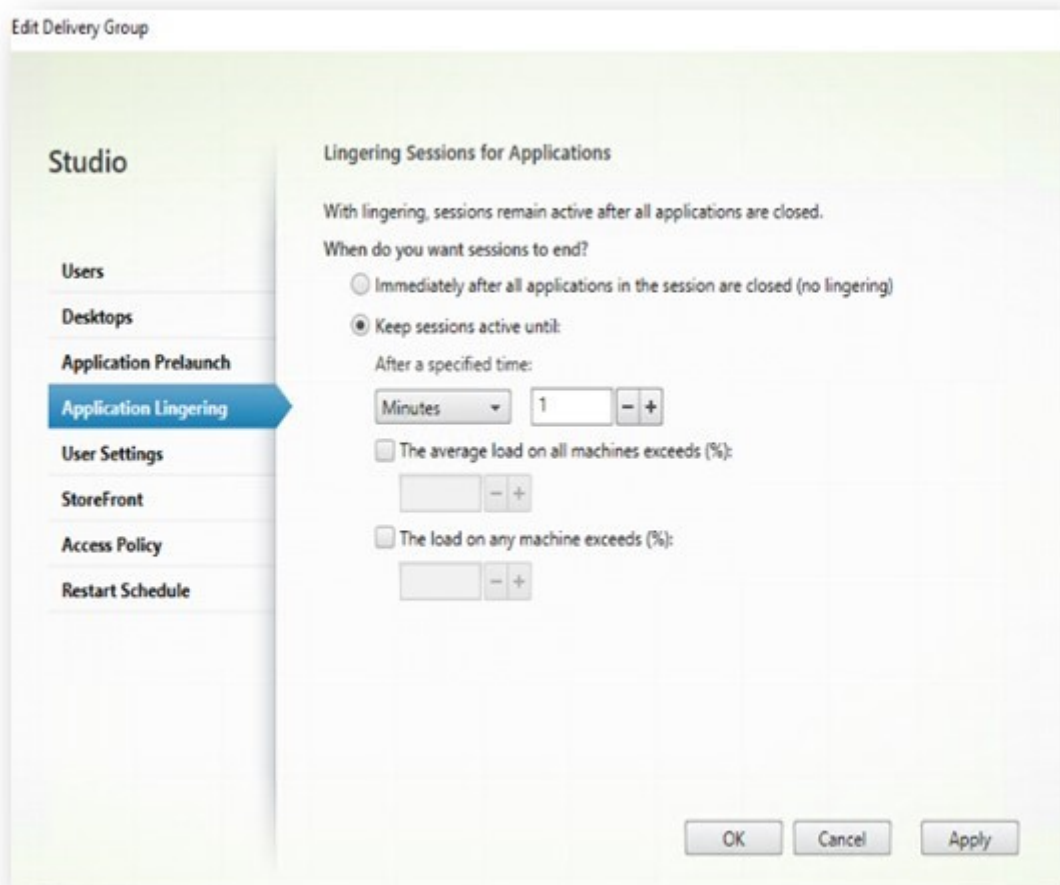 Edit Delivery Group
Studio
Users
Desktops
Application Prelaunch
Application Lingering
User Settings
StoreFront
Access Policy
Restart Schedule
Lingering Sessions for Applications
With lingering, sessions remain active after all applications are closed.
When do you want sessions to end?
Immediately after all applications in the session are closed (no lingering)
Keep sessions active until:
After a specified time:
Minutes 1 - +
The average load on all machines exceeds (%):
- +
The load on any machine exceeds (%):
- +
OK Cancel Apply